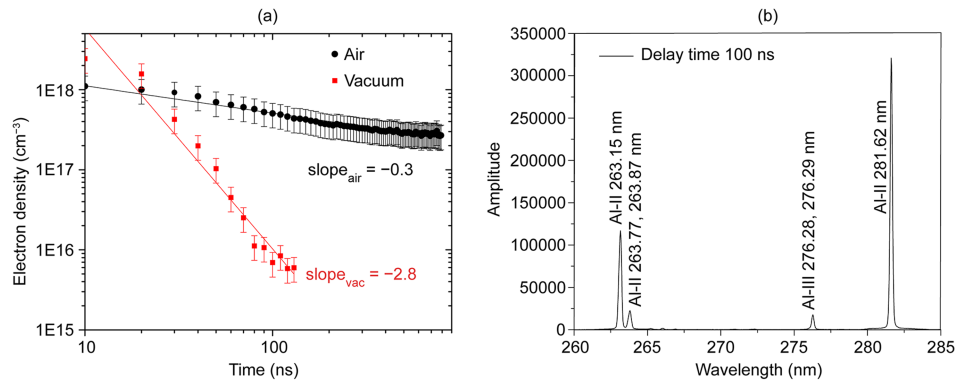 (a)
Electron density (cm⁻³)
1E18
1E17
1E16
1E15
Air
Vacuum
slope_air = −0.3
slope_vac = −2.8
10
100
Time (ns)
(b)
Amplitude
350000
300000
250000
200000
150000
100000
50000
0
Delay time 100 ns
Al-II 263.15 nm
Al-II 263.77, 263.87 nm
Al-III 276.28, 276.29 nm
Al-II 281.62 nm
260
265
270
275
280
285
Wavelength (nm)